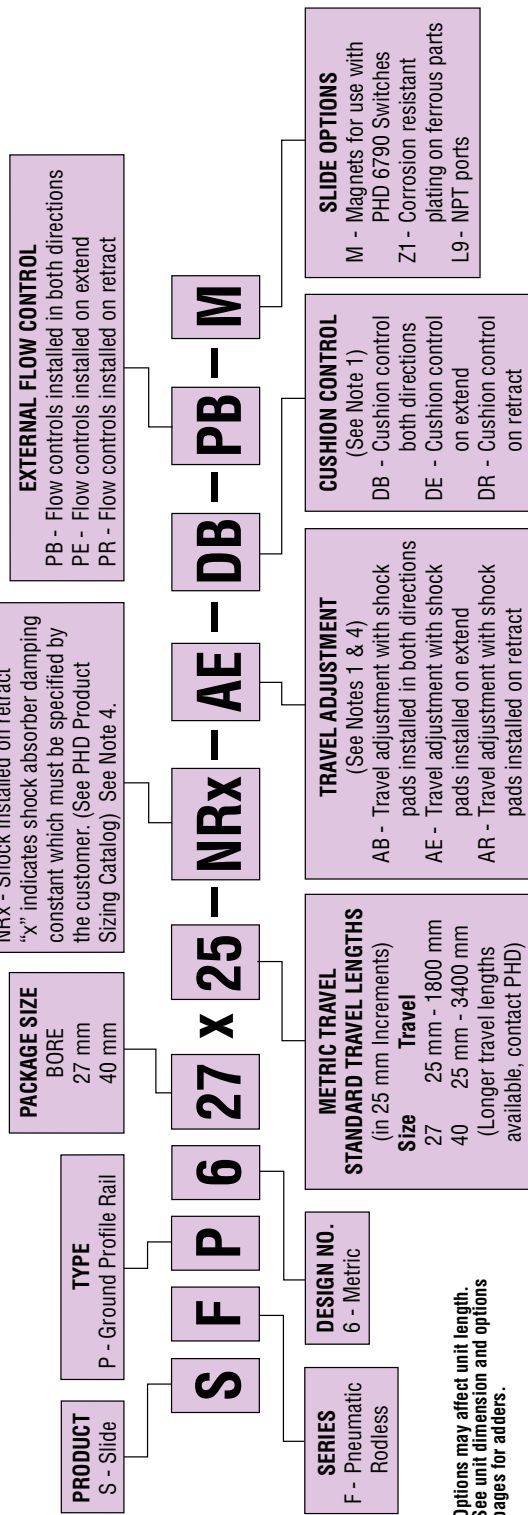 PRODUCT
S - Slide
TYPE
P - Ground Profile Rail
PACKAGE SIZE
BORE
27 mm
40 mm
NRx - Shock installed on retract
"x" indicates shock absorber damping
constant which must be specified by
the customer. (See PHD Product
Sizing Catalog) See Note 4.
EXTERNAL FLOW CONTROL
PB - Flow controls installed in both directions
PE - Flow controls installed on extend
PR - Flow controls installed on retract
S F P 6 27 x 25 – NRx – AE – DB – PB – M
SERIES
F - Pneumatic
Rodless
DESIGN NO.
6 - Metric
METRIC TRAVEL
STANDARD TRAVEL LENGTHS
(in 25 mm Increments)
Size Travel
27 25 mm - 1800 mm
40 25 mm - 3400 mm
(Longer travel lengths
available, contact PHD)
TRAVEL ADJUSTMENT
(See Notes 1 & 4)
AB - Travel adjustment with shock
pads installed in both directions
AE - Travel adjustment with shock
pads installed on extend
AR - Travel adjustment with shock
pads installed on retract
CUSHION CONTROL
(See Note 1)
DB - Cushion control
both directions
DE - Cushion control
on extend
DR - Cushion control
on retract
SLIDE OPTIONS
M - Magnets for use with
PHD 6790 Switches
Z1 - Corrosion resistant
plating on ferrous parts
L9 - NPT ports
Options may affect unit length.
See unit dimension and options
pages for adders.